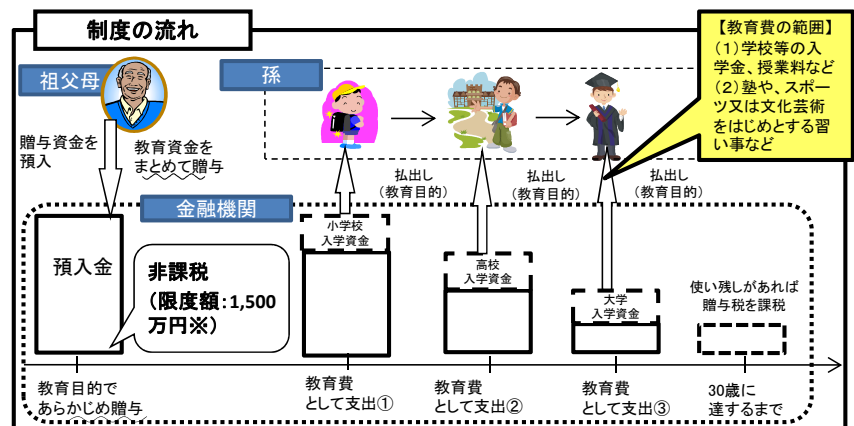 制度の流れ
祖父母
孫
【教育費の範囲】
(1)学校等の入
学金、授業料など
(2)塾や、スポー
ツ又は文化芸術
をはじめとする習
い事など
贈与資金を
預入
教育資金を
まとめて贈与
払出し
(教育目的)
払出し
(教育目的)
払出し
(教育目的)
金融機関
預入金
非課税
(限度額:1,500
万円※)
小学校
入学資金
高校
入学資金
大学
入学資金
使い残しがあれば
贈与税を課税
教育目的で
あらかじめ贈与
教育費
として支出①
教育費
として支出②
教育費
として支出③
30歳に
達するまで